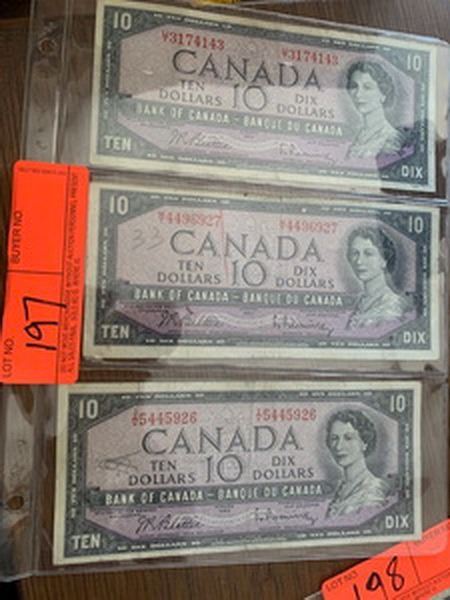 10 10
3174143 3174143
CANADA
TEN DOLLARS 10 DIX DOLLARS
BANK OF CANADA – BANQUE DU CANADA
TEN DIX
10 10
4496927 4496927
33
CANADA
TEN DOLLARS 10 DIX DOLLARS
BANK OF CANADA – BANQUE DU CANADA
TEN DIX
10 10
5445926 5445926
CANADA
TEN DOLLARS 10 DIX DOLLARS
BANK OF CANADA – BANQUE DU CANADA
TEN DIX
BUYER NO
LOT NO. 197
LOT NO. 198